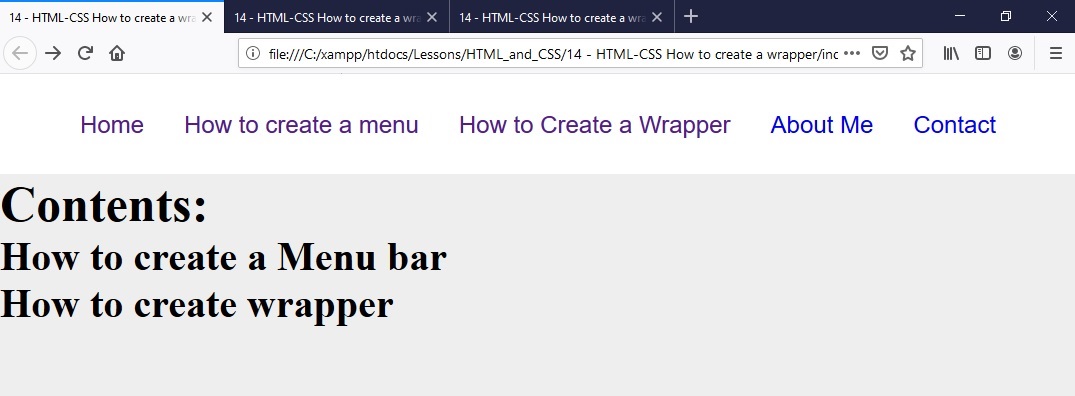 14 - HTML-CSS How to create a wra 14 - HTML-CSS How to create a wra 14 - HTML-CSS How to create a wra
file:///C:/xampp/htdocs/Lessons/HTML_and_CSS/14 - HTML-CSS How to create a wrapper/inc
Home How to create a menu How to Create a Wrapper About Me Contact
Contents:
How to create a Menu bar
How to create wrapper